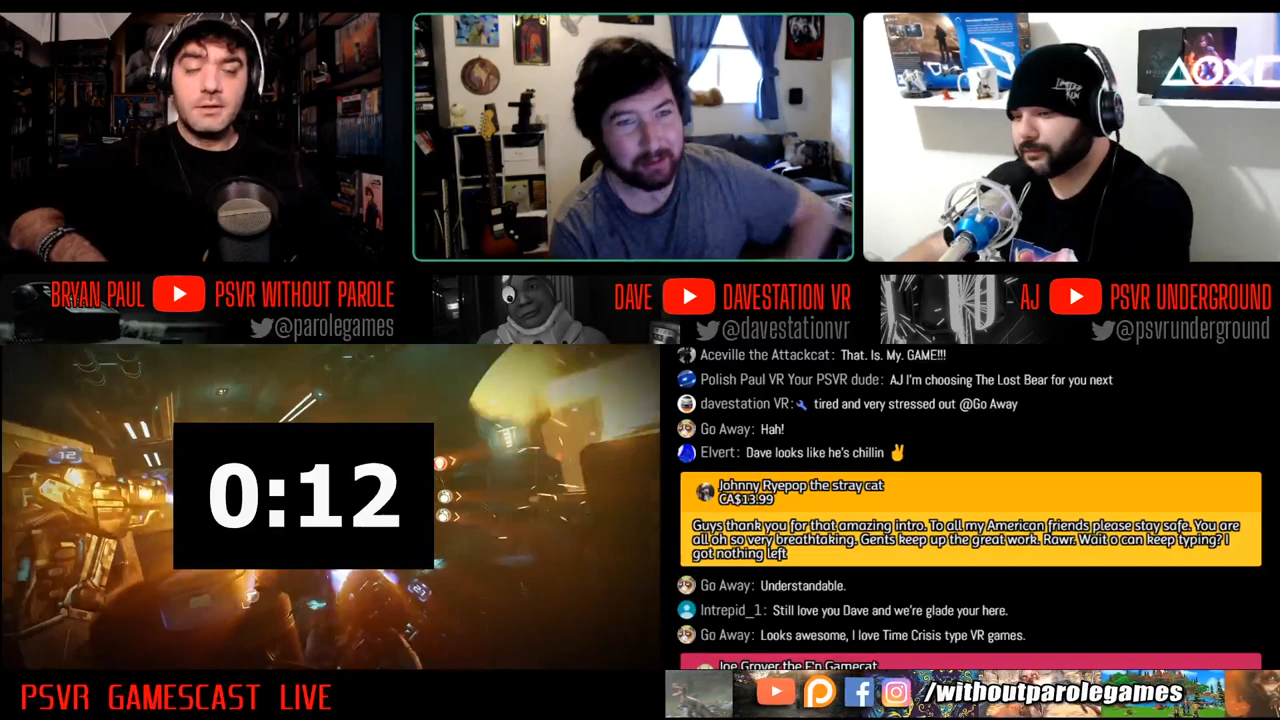 BRYAN PAUL
PSVR WITHOUT PAROLE
@parolegames
DAVE
DAVESTATION VR
@davestationvr
AJ
PSVR UNDERGROUND
@psvrunderground
12
0:12
21
Aceville the Attackcat: That. Is. My. GAME!!!
Polish Paul VR Your PSVR dude: AJ I'm choosing The Lost Bear for you next
davestation VR: tired and very stressed out @Go Away
Go Away: Hah!
Elvert: Dave looks like he's chillin ✌
Johnny Ryepop the stray cat
CA$13.99
Guys thank you for that amazing intro. To all my American friends please stay safe. You are
all oh so very breathtaking. Gents keep up the great work. Rawr. Wait o can keep typing? I
got nothing left
Go Away: Understandable.
Intrepid_1: Still love you Dave and we're glade your here.
Go Away: Looks awesome, I love Time Crisis type VR games.
Joe Grover the F'n Gamecat
PSVR GAMESCAST LIVE
/withoutparolegames